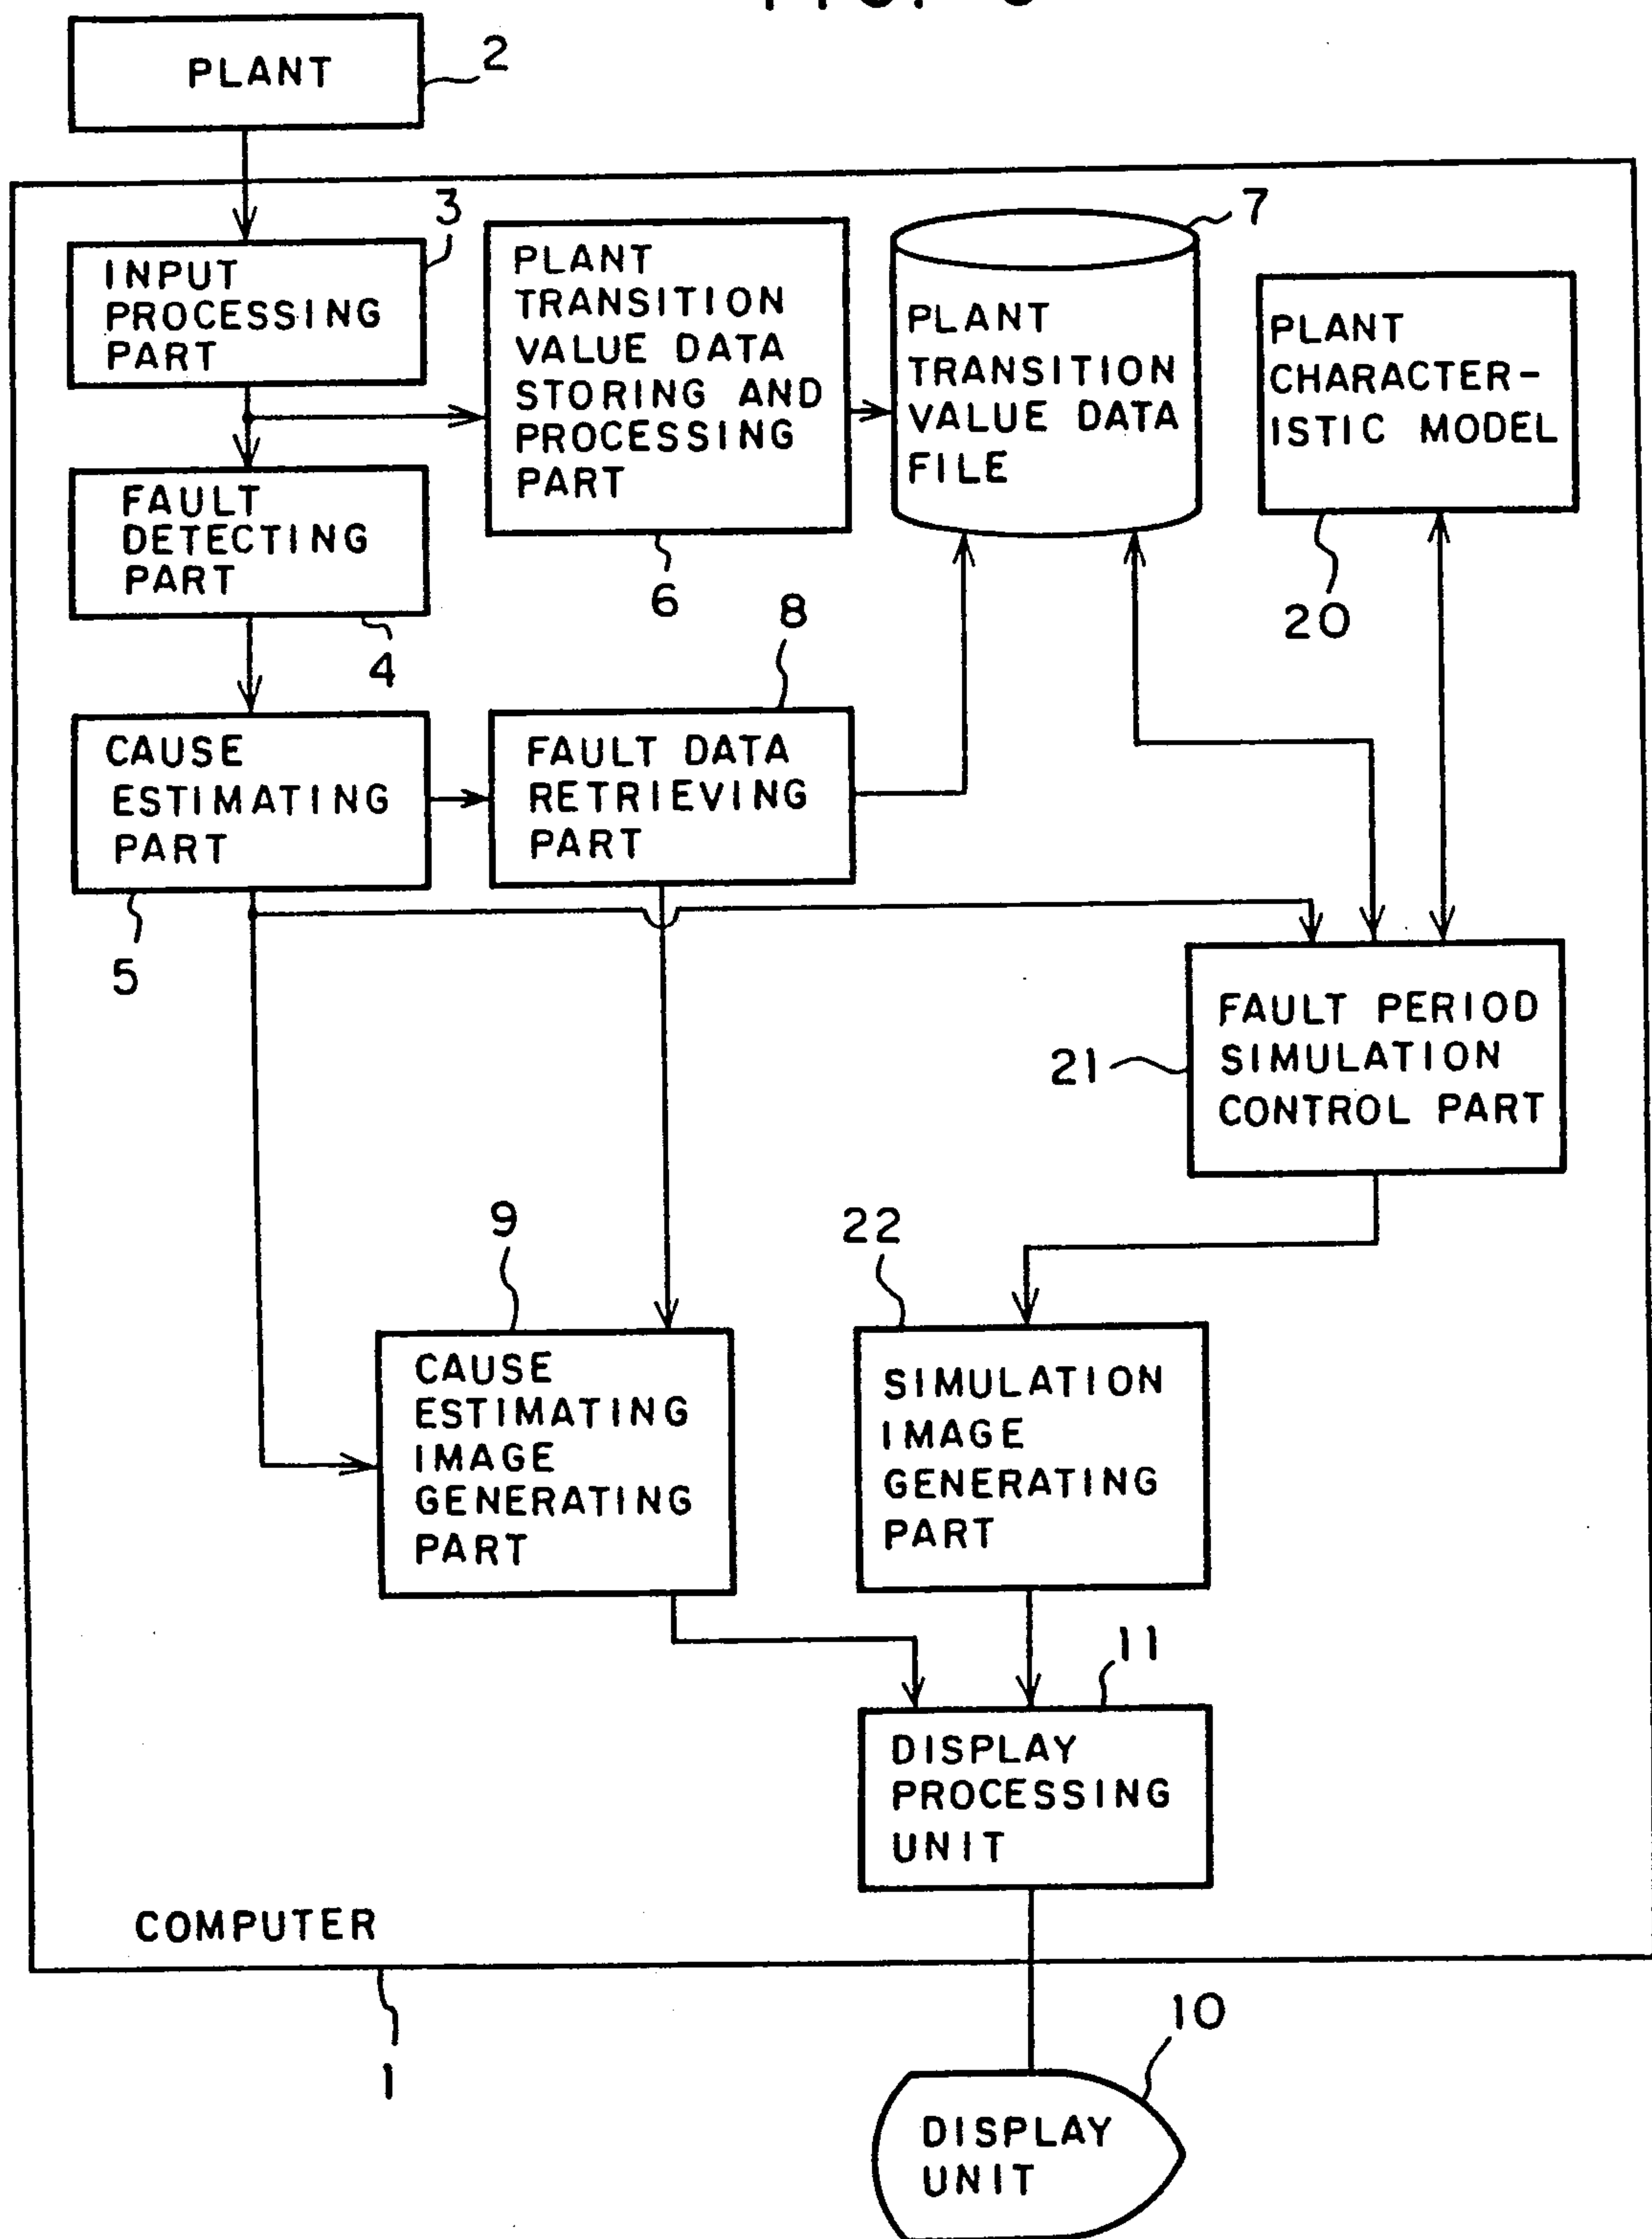 PLANT
2
3
INPUT
PROCESSING
PART
PLANT
TRANSITION
VALUE DATA
STORING AND
PROCESSING
PART
6
7
PLANT
TRANSITION
VALUE DATA
FILE
PLANT
CHARACTER-
ISTIC MODEL
20
FAULT
DETECTING
PART
4
8
CAUSE
ESTIMATING
PART
5
FAULT DATA
RETRIEVING
PART
21
FAULT PERIOD
SIMULATION
CONTROL PART
9
CAUSE
ESTIMATING
IMAGE
GENERATING
PART
22
SIMULATION
IMAGE
GENERATING
PART
11
DISPLAY
PROCESSING
UNIT
COMPUTER
1
10
DISPLAY
UNIT